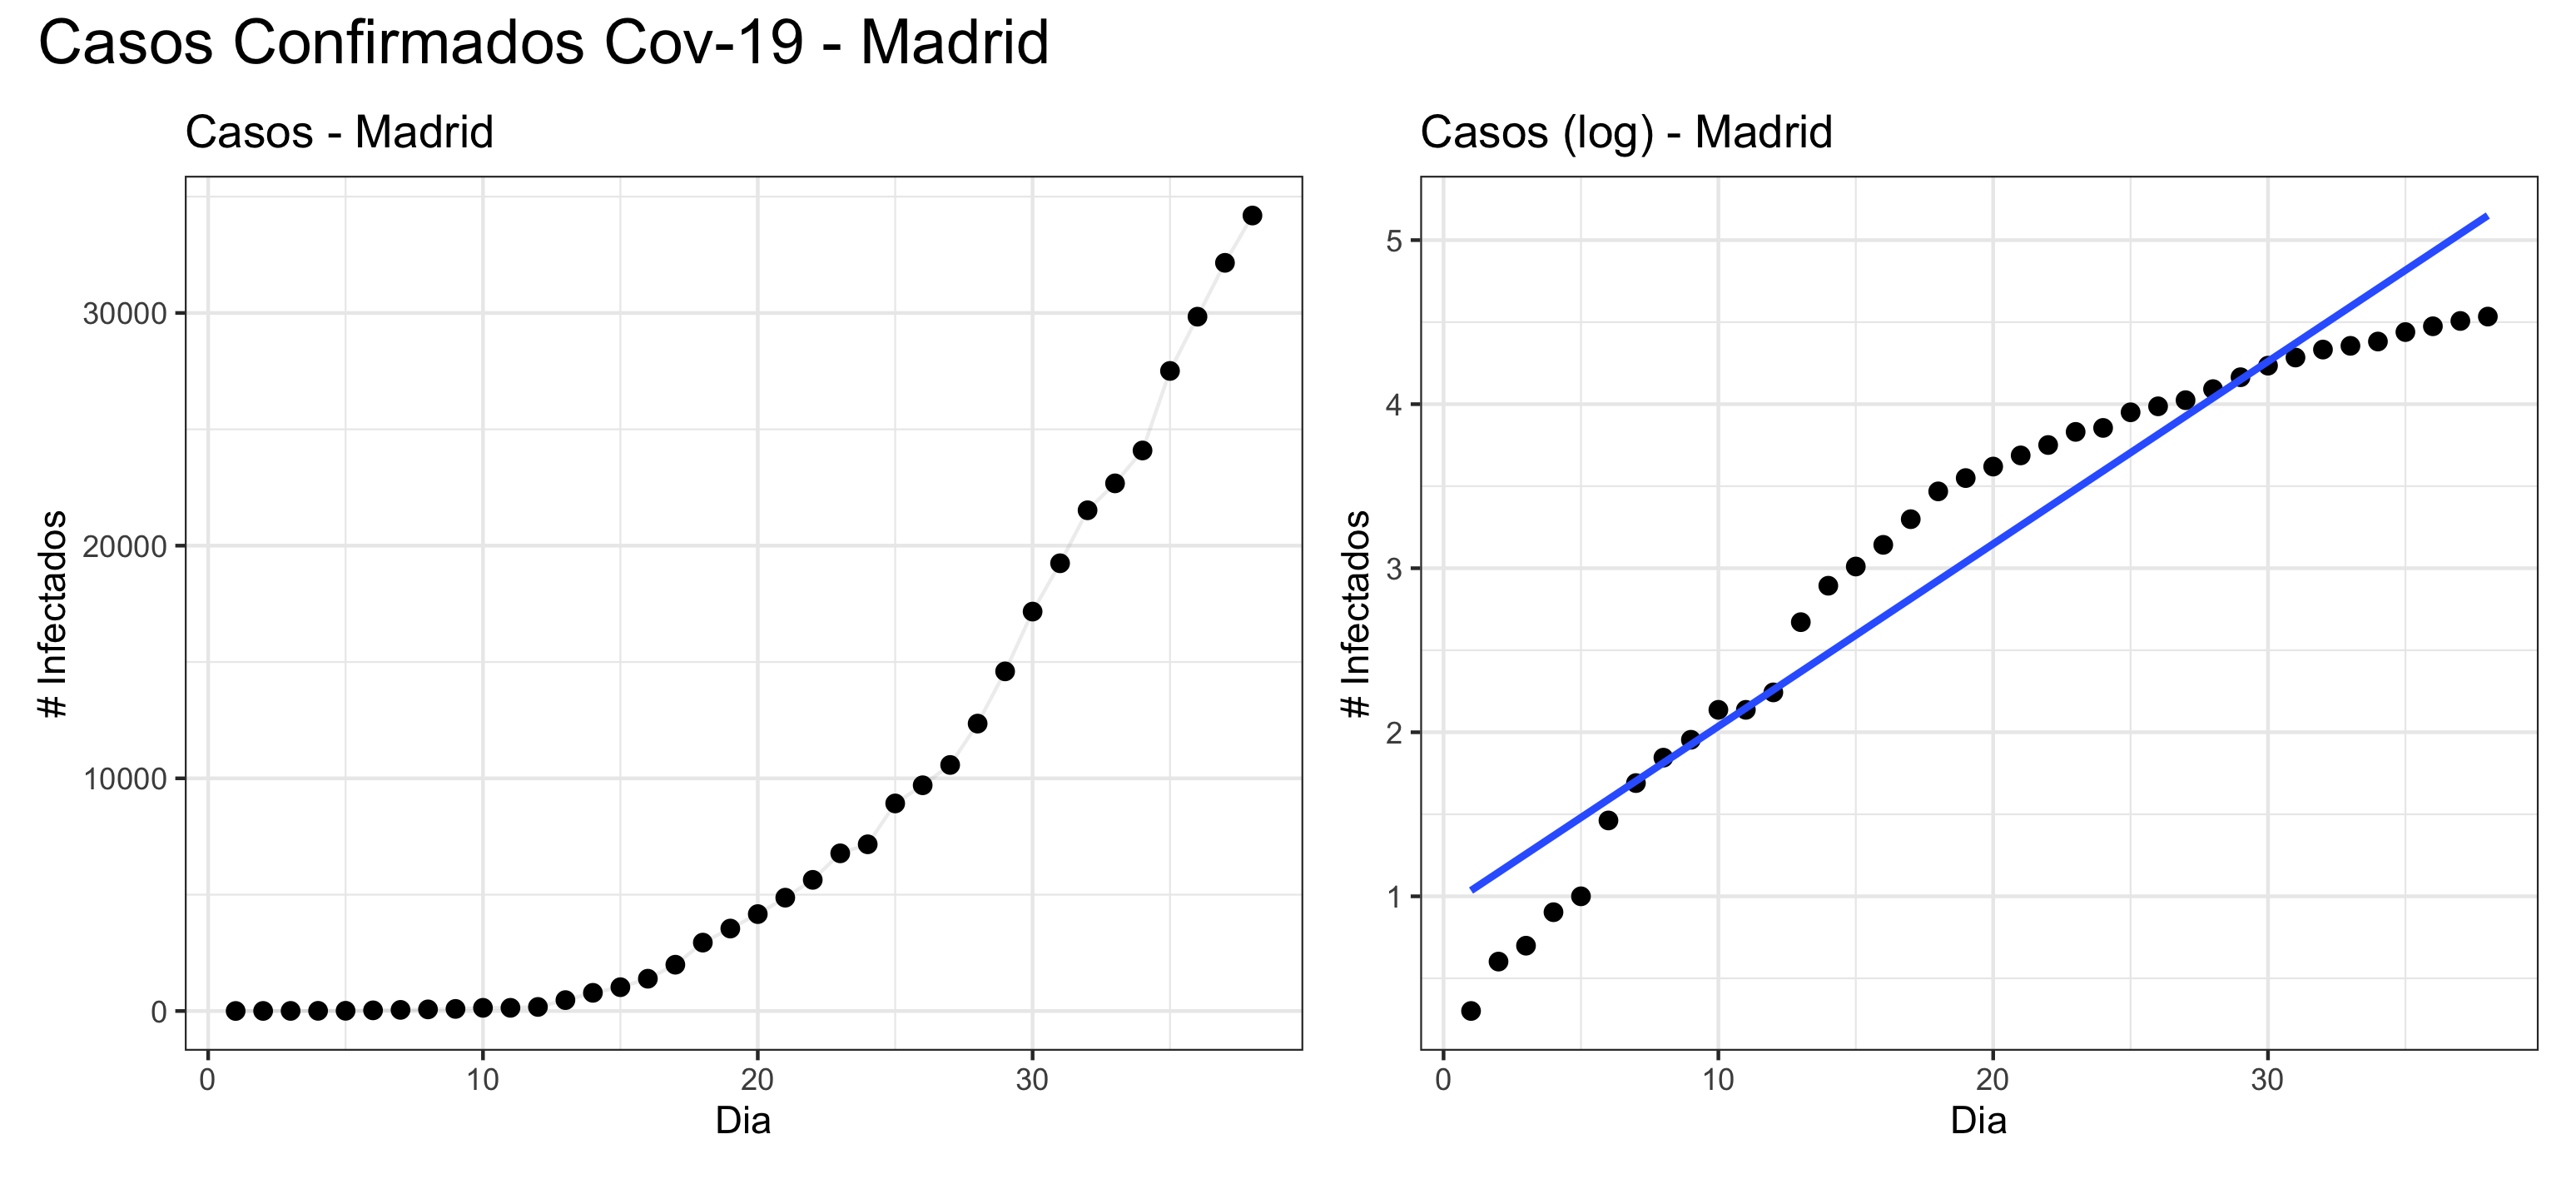 Casos Confirmados Cov-19 - Madrid
Casos - Madrid
# Infectados
30000
20000
10000
0
0 10 20 30
Dia
Casos (log) - Madrid
# Infectados
5
4
3
2
1
0 10 20 30
Dia